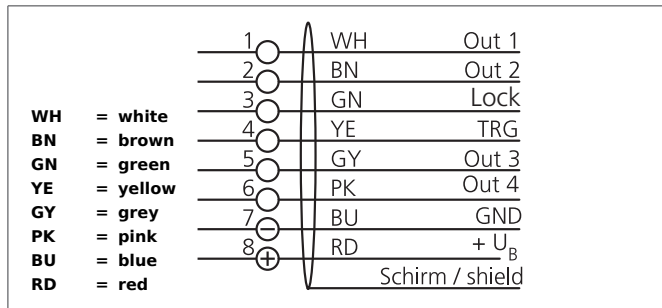 1 WH Out 1
2 BN Out 2
3 GN Lock
4 YE TRG
5 GY Out 3
6 PK Out 4
7 BU GND
8 RD + U_B
Schirm / shield
WH = white
BN = brown
GN = green
YE = yellow
GY = grey
PK = pink
BU = blue
RD = red